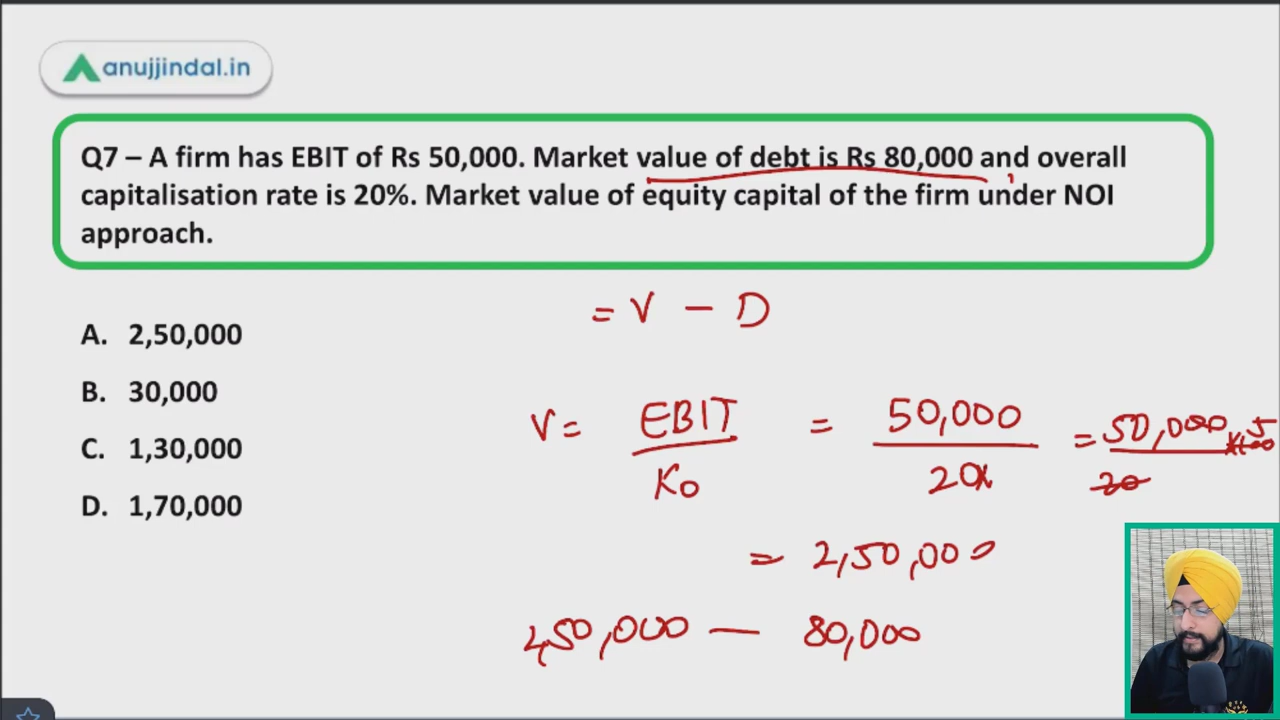 anujjindal.in
Q7 – A firm has EBIT of Rs 50,000. Market value of debt is Rs 80,000 and overall
capitalisation rate is 20%. Market value of equity capital of the firm under NOI
approach.
= V - D
A. 2,50,000
B. 30,000
C. 1,30,000
D. 1,70,000
V = EBIT / Ko = 50,000 / 20% = 50,000 x 100 5 / 20
= 2,50,000
2,50,000 — 80,000